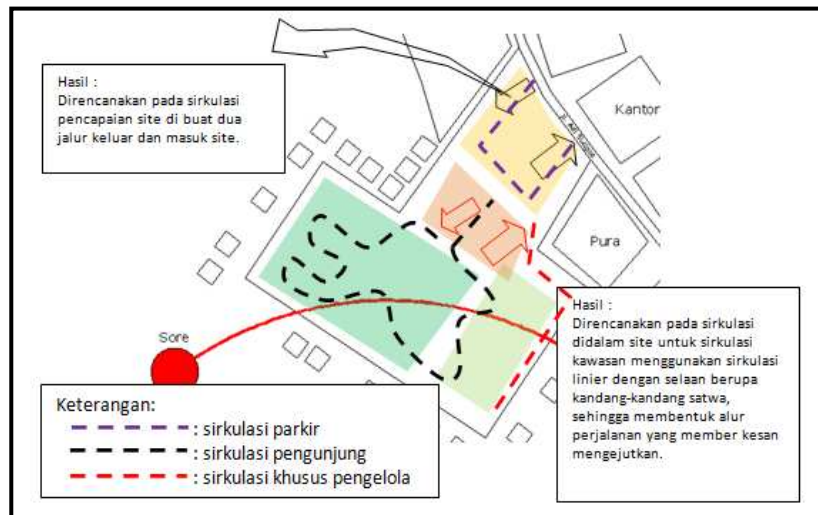 Hasil :
Direncanakan pada sirkulasi
pencapaian site di buat dua
jalur keluar dan masuk site.
Kantor
Pura
Sore
Hasil :
Direncanakan pada sirkulasi
didalam site untuk sirkulasi
kawasan menggunakan sirkulasi
linier dengan selaan berupa
kandang-kandang satwa,
sehingga membentuk alur
perjalanan yang member kesan
mengejutkan.
Keterangan:
: sirkulasi parkir
: sirkulasi pengunjung
: sirkulasi khusus pengelola